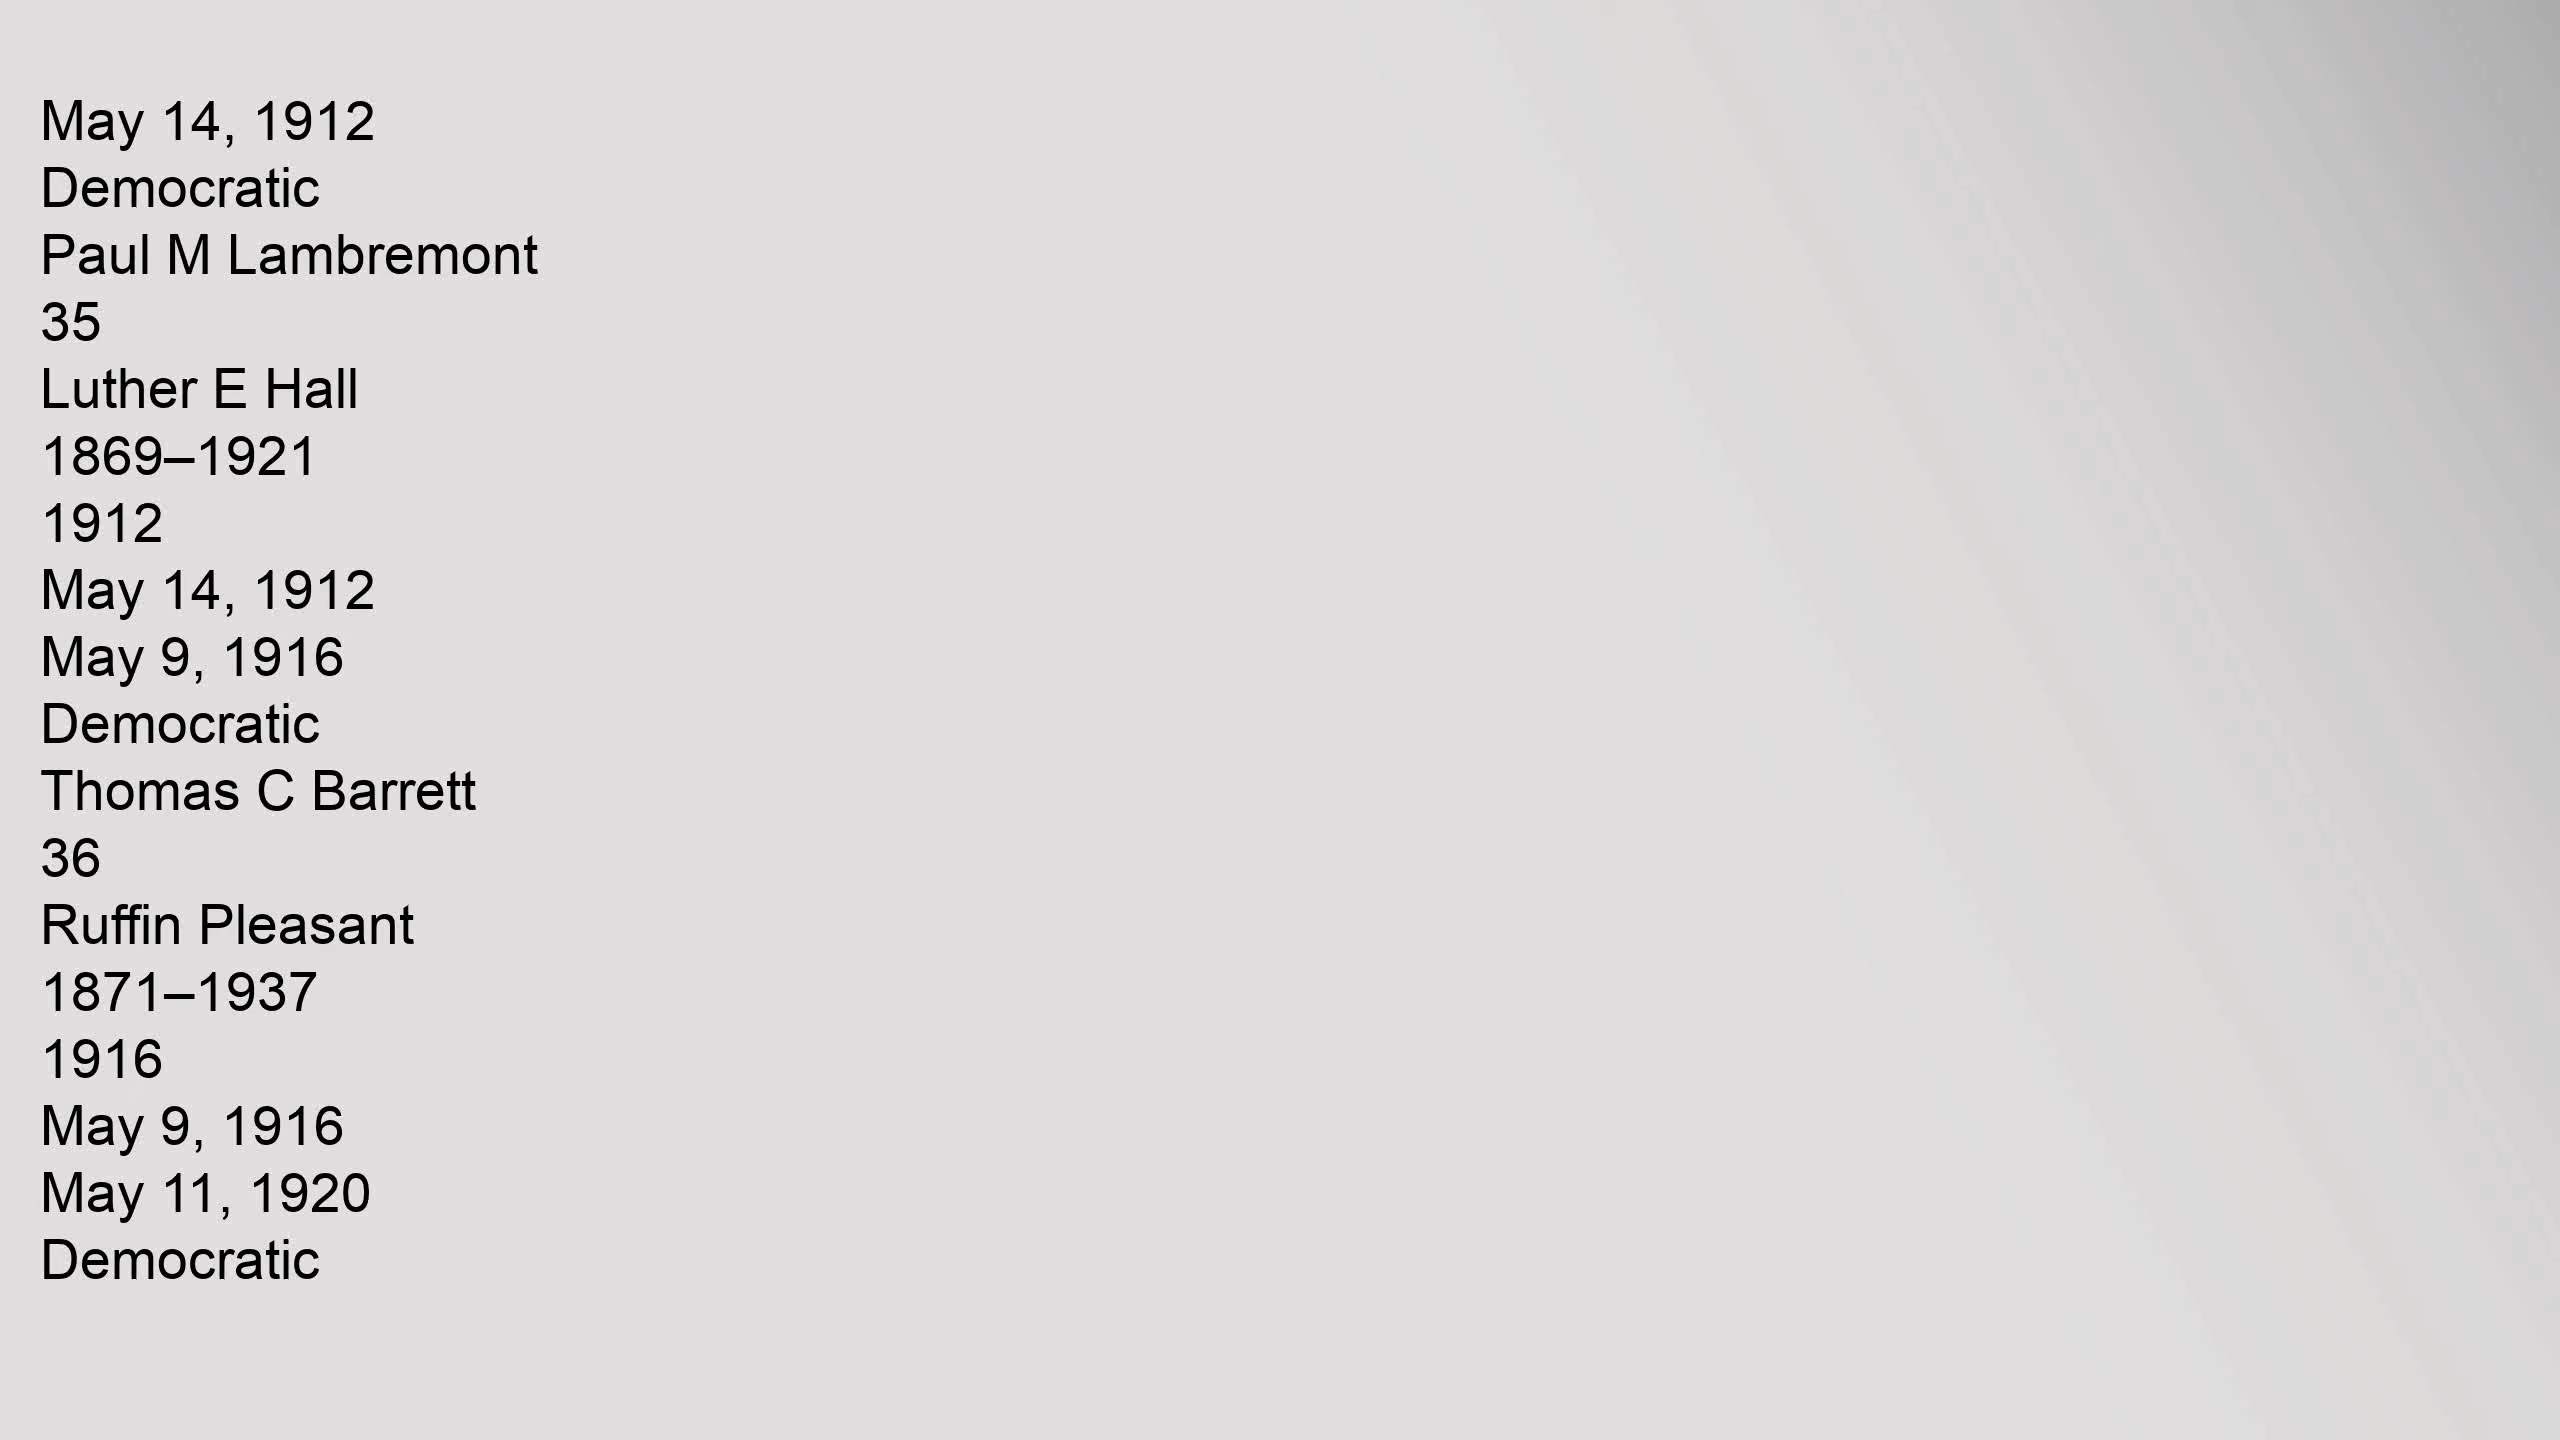 May 14, 1912
Democratic
Paul M Lambremont
35
Luther E Hall
1869–1921
1912
May 14, 1912
May 9, 1916
Democratic
Thomas C Barrett
36
Ruffin Pleasant
1871–1937
1916
May 9, 1916
May 11, 1920
Democratic